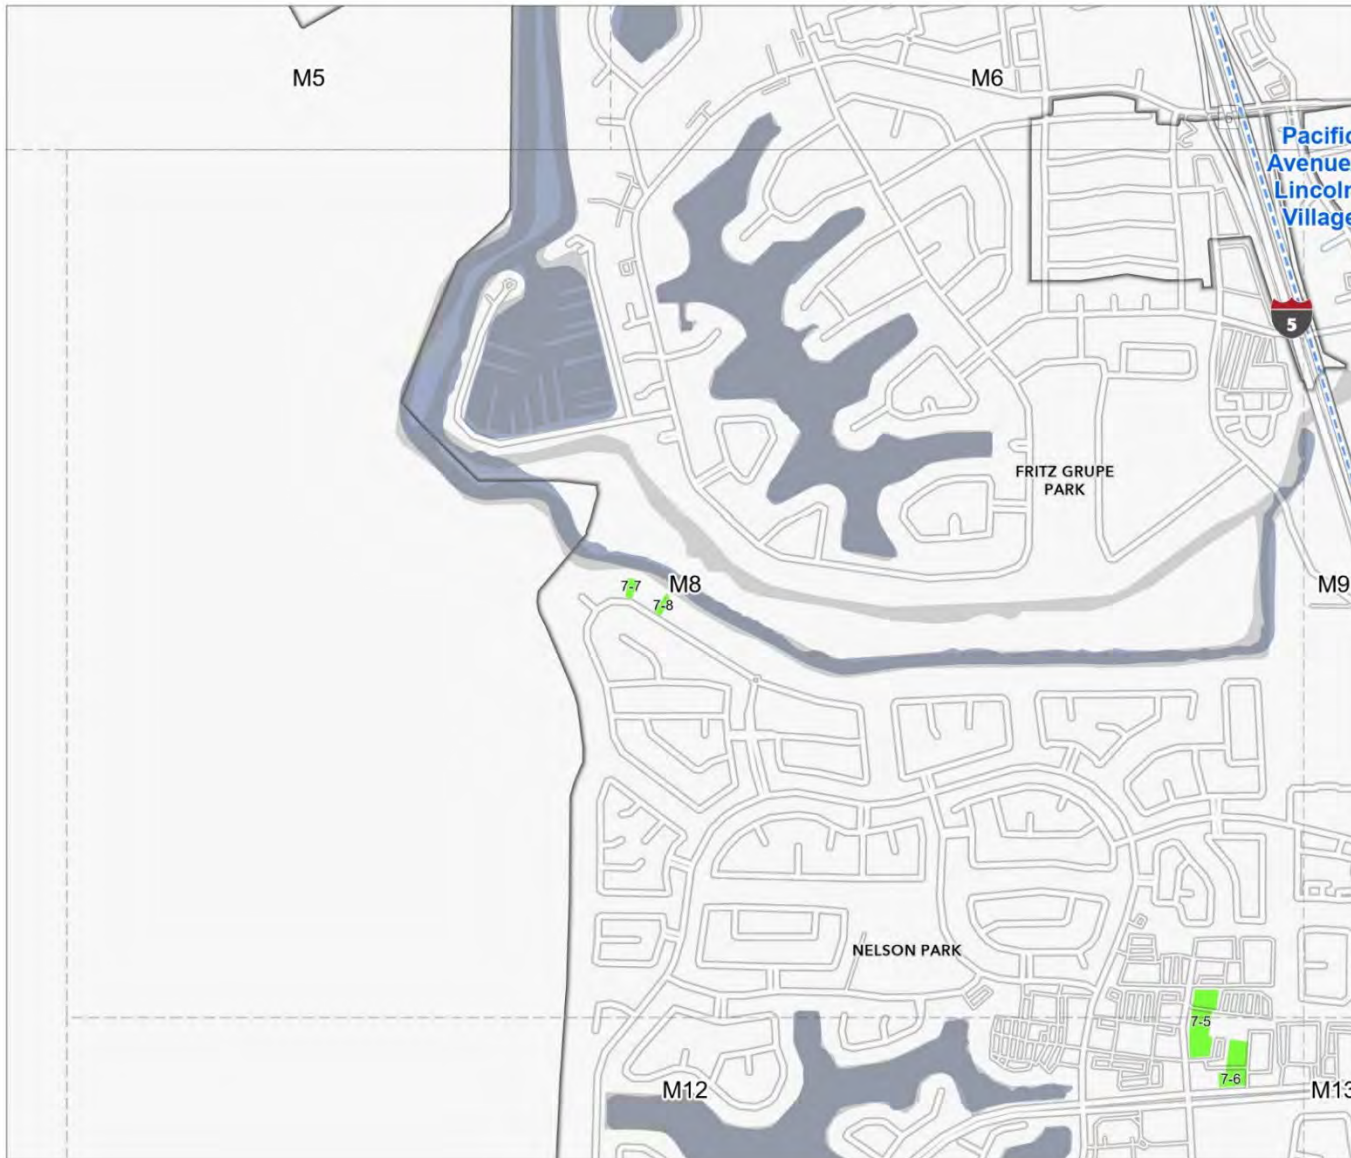 M5
M6
Pacific
Avenue
Lincoln
Village
5
FRITZ GRUPE
PARK
7-7
M8
7-8
M9
NELSON PARK
7-5
7-6
M12
M13